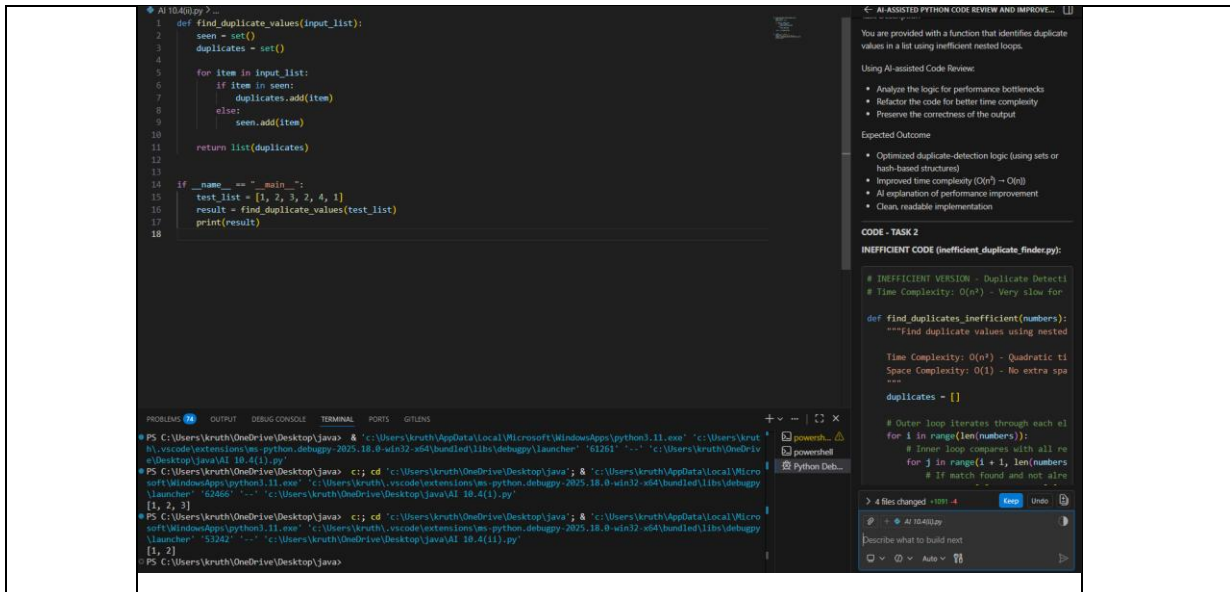 AI 10.4(ii).py > ...
1 def find_duplicate_values(input_list):
2 seen = set()
3 duplicates = set()
4
5 for item in input_list:
6 if item in seen:
7 duplicates.add(item)
8 else:
9 seen.add(item)
10
11 return list(duplicates)
12
13
14 if __name__ == "__main__":
15 test_list = [1, 2, 3, 2, 4, 1]
16 result = find_duplicate_values(test_list)
17 print(result)
18
PROBLEMS 74 OUTPUT DEBUG CONSOLE TERMINAL PORTS GITLENS
PS C:\Users\kruth\OneDrive\Desktop\java> & 'c:\Users\kruth\AppData\Local\Microsoft\WindowsApps\python3.11.exe' 'c:\Users\krut
h\.vscode\extensions\ms-python.debugpy-2025.18.0-win32-x64\bundled\libs\debugpy\launcher' '61261' '--' 'c:\Users\kruth\OneDriv
e\Desktop\java\AI 10.4(i).py'
PS C:\Users\kruth\OneDrive\Desktop\java> c:; cd 'c:\Users\kruth\OneDrive\Desktop\java'; & 'c:\Users\kruth\AppData\Local\Micro
soft\WindowsApps\python3.11.exe' 'c:\Users\kruth\.vscode\extensions\ms-python.debugpy-2025.18.0-win32-x64\bundled\libs\debugpy
\launcher' '62466' '--' 'c:\Users\kruth\OneDrive\Desktop\java\AI 10.4(i).py'
[1, 2, 3]
PS C:\Users\kruth\OneDrive\Desktop\java> c:; cd 'c:\Users\kruth\OneDrive\Desktop\java'; & 'c:\Users\kruth\AppData\Local\Micro
soft\WindowsApps\python3.11.exe' 'c:\Users\kruth\.vscode\extensions\ms-python.debugpy-2025.18.0-win32-x64\bundled\libs\debugpy
\launcher' '53242' '--' 'c:\Users\kruth\OneDrive\Desktop\java\AI 10.4(ii).py'
[1, 2]
PS C:\Users\kruth\OneDrive\Desktop\java>
powersh...
powershell
Python Deb...
AI-ASSISTED PYTHON CODE REVIEW AND IMPROVE...
You are provided with a function that identifies duplicate
values in a list using inefficient nested loops.
Using AI-assisted Code Review:
• Analyze the logic for performance bottlenecks
• Refactor the code for better time complexity
• Preserve the correctness of the output
Expected Outcome
• Optimized duplicate-detection logic (using sets or
hash-based structures)
• Improved time complexity (O(n²) → O(n))
• AI explanation of performance improvement
• Clean, readable implementation
CODE - TASK 2
INEFFICIENT CODE (inefficient_duplicate_finder.py):
# INEFFICIENT VERSION - Duplicate Detecti
# Time Complexity: O(n²) - Very slow for
def find_duplicates_inefficient(numbers):
"""Find duplicate values using nested
Time Complexity: O(n²) - Quadratic ti
Space Complexity: O(1) - No extra spa
"""
duplicates = []
# Outer loop iterates through each el
for i in range(len(numbers)):
# Inner loop compares with all re
for j in range(i + 1, len(numbers
# If match found and not alre
> 4 files changed +1091 -4 Keep Undo
+ AI 10.4(ii).py
Describe what to build next
Auto